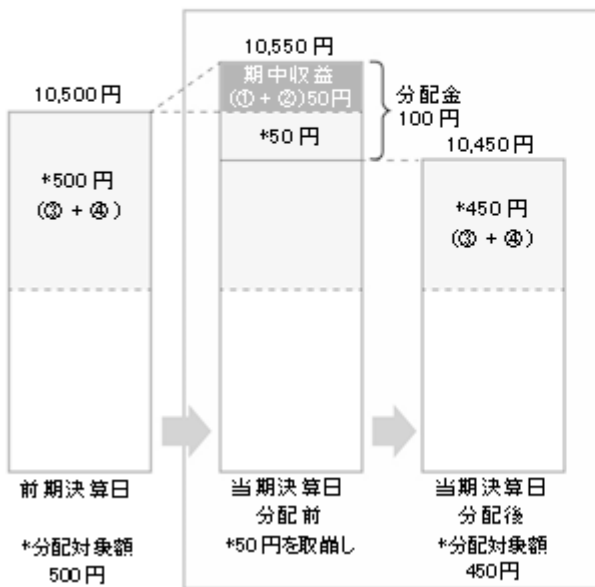 10,500円
*500円
(③ + ④)
前期決算日
*分配対象額
500円
10,550円
期中収益
(① + ②)50円
*50円
分配金
100円
当期決算日
分配前
*50円を取崩し
10,450円
*450円
(③ + ④)
当期決算日
分配後
*分配対象額
450円